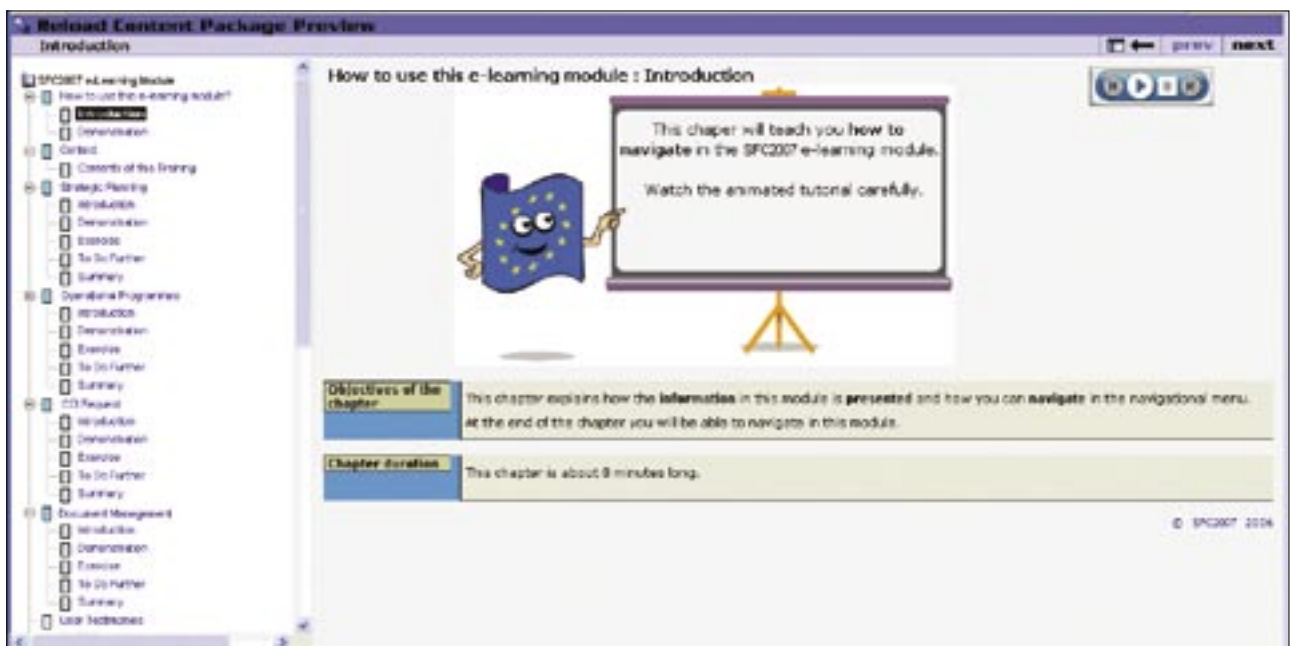 Reload Content Package Preview
Introduction
prev next
SFC2007 e-Learning Module
How to use this e-learning module?
Introduction
Demonstration
Context
Contents of this Training
Strategic Planning
Introduction
Demonstration
Exercise
To Go Further
Summary
Operational Programmes
Introduction
Demonstration
Exercise
To Go Further
Summary
CCI Request
Introduction
Demonstration
Exercise
To Go Further
Summary
Document Management
Introduction
Demonstration
Exercise
To Go Further
Summary
User Testimonies
How to use this e-learning module : Introduction
This chaper will teach you how to
navigate in the SFC2007 e-learning module.
Watch the animated tutorial carefully.
Objectives of the
chapter
This chapter explains how the information in this module is presented and how you can navigate in the navigational menu.
At the end of the chapter you will be able to navigate in this module.
Chapter duration
This chapter is about minutes long.
© SFC2007 2006